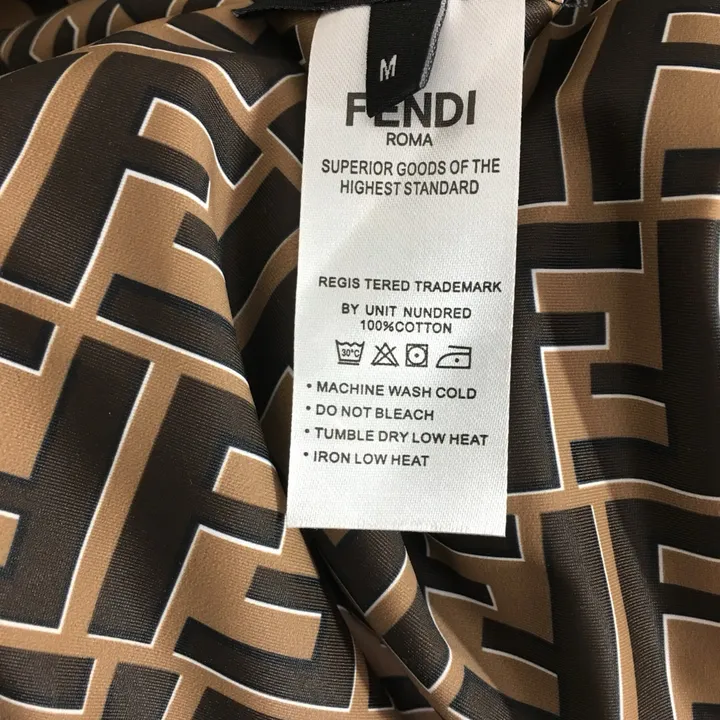 M
FENDI
ROMA
SUPERIOR GOODS OF THE
HIGHEST STANDARD
REGIS TERED TRADEMARK
BY UNIT NUNDRED
100%COTTON
30°C
• MACHINE WASH COLD
• DO NOT BLEACH
• TUMBLE DRY LOW HEAT
• IRON LOW HEAT